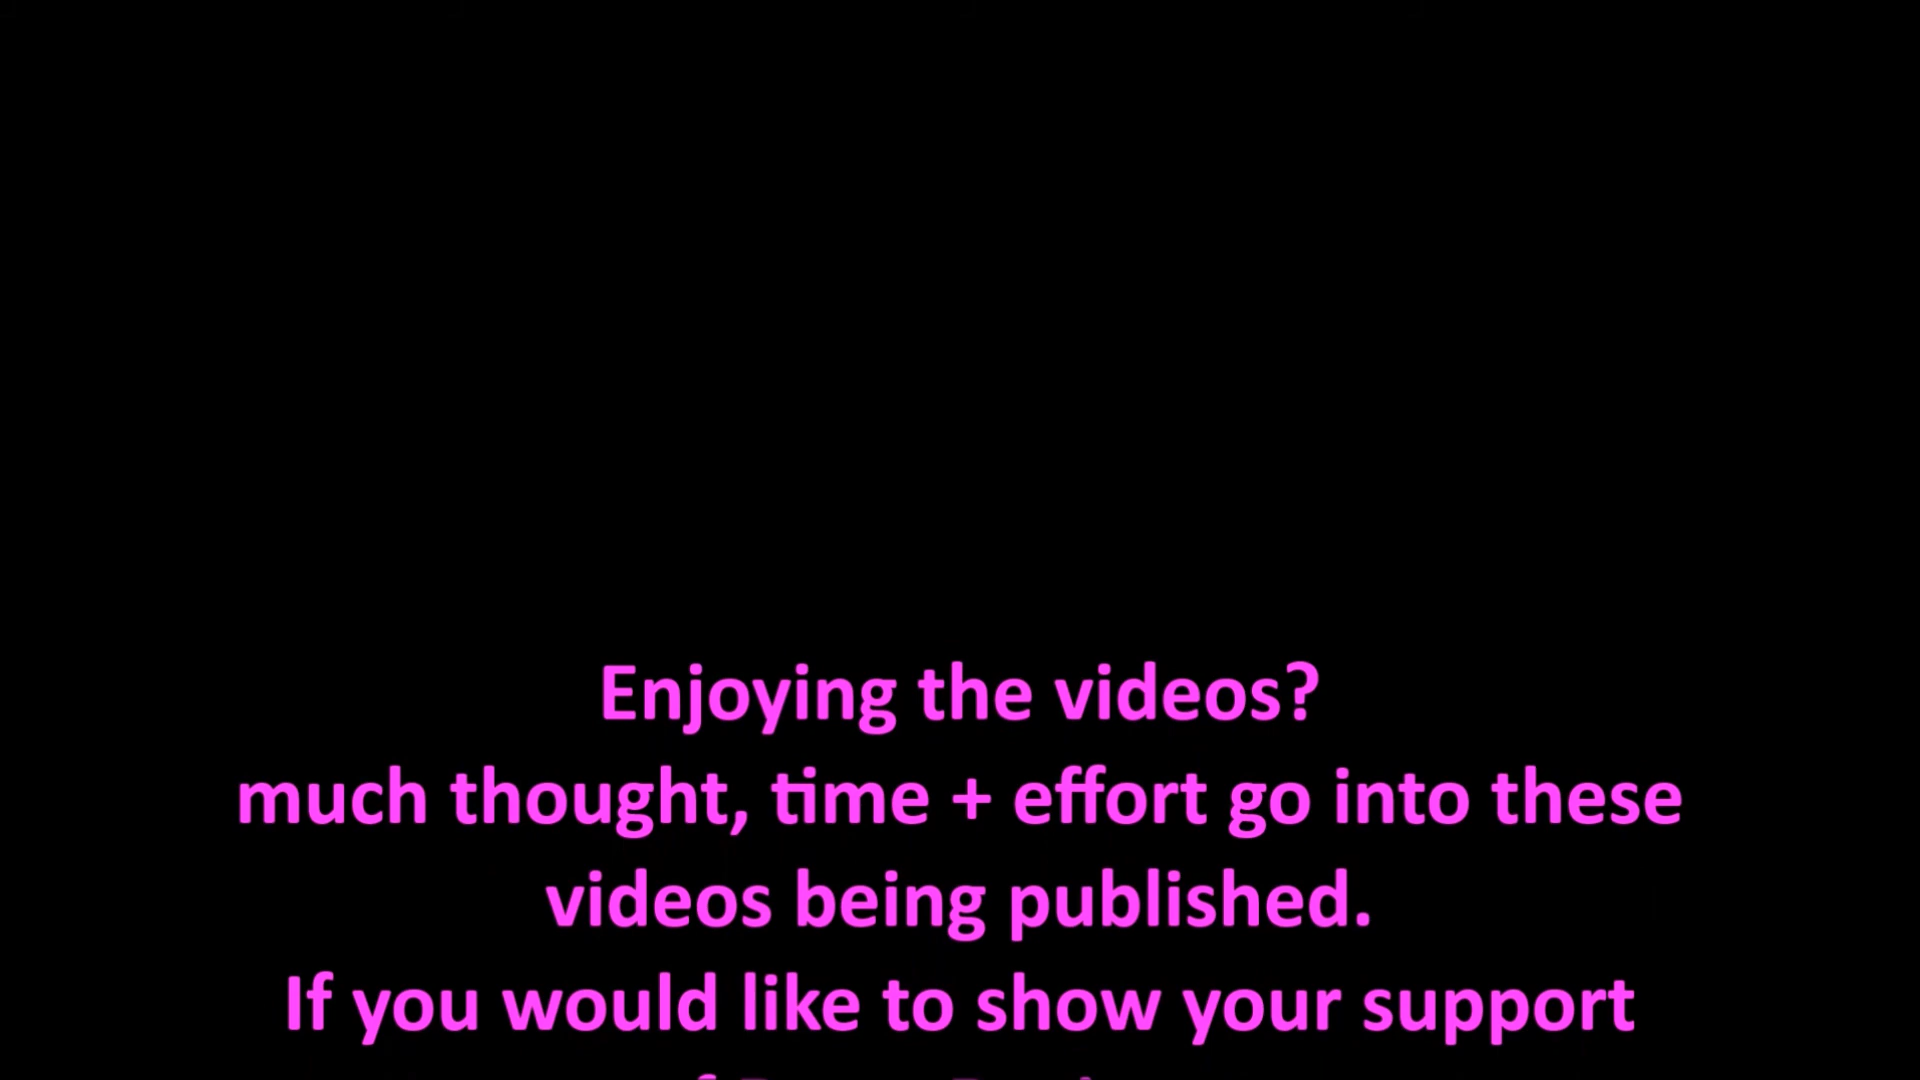 Enjoying the videos?
much thought, time + effort go into these
videos being published.
If you would like to show your support